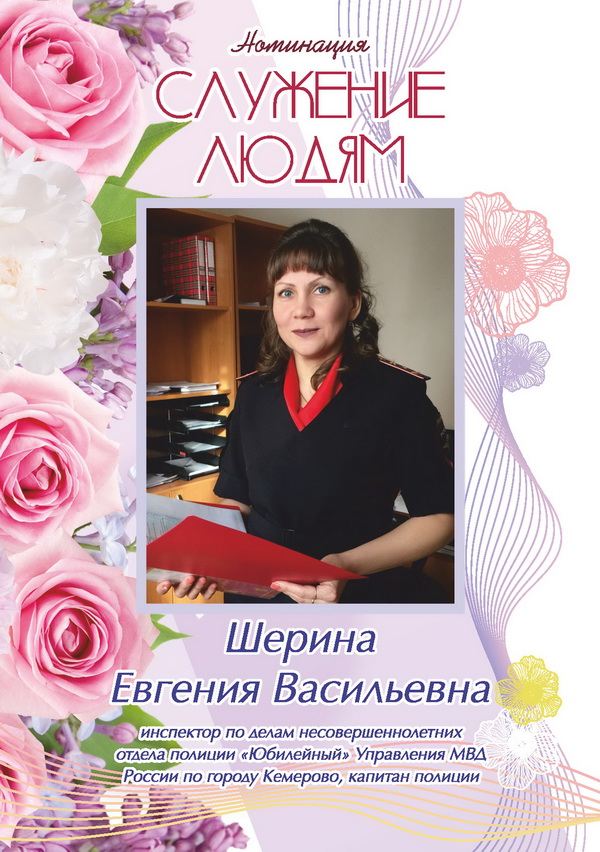 Номинация
СЛУЖЕНИЕ
ЛЮДЯМ
Шерина
Евгения Васильевна
инспектор по делам несовершеннолетних
отдела полиции «Юбилейный» Управления МВД
России по городу Кемерово, капитан полиции